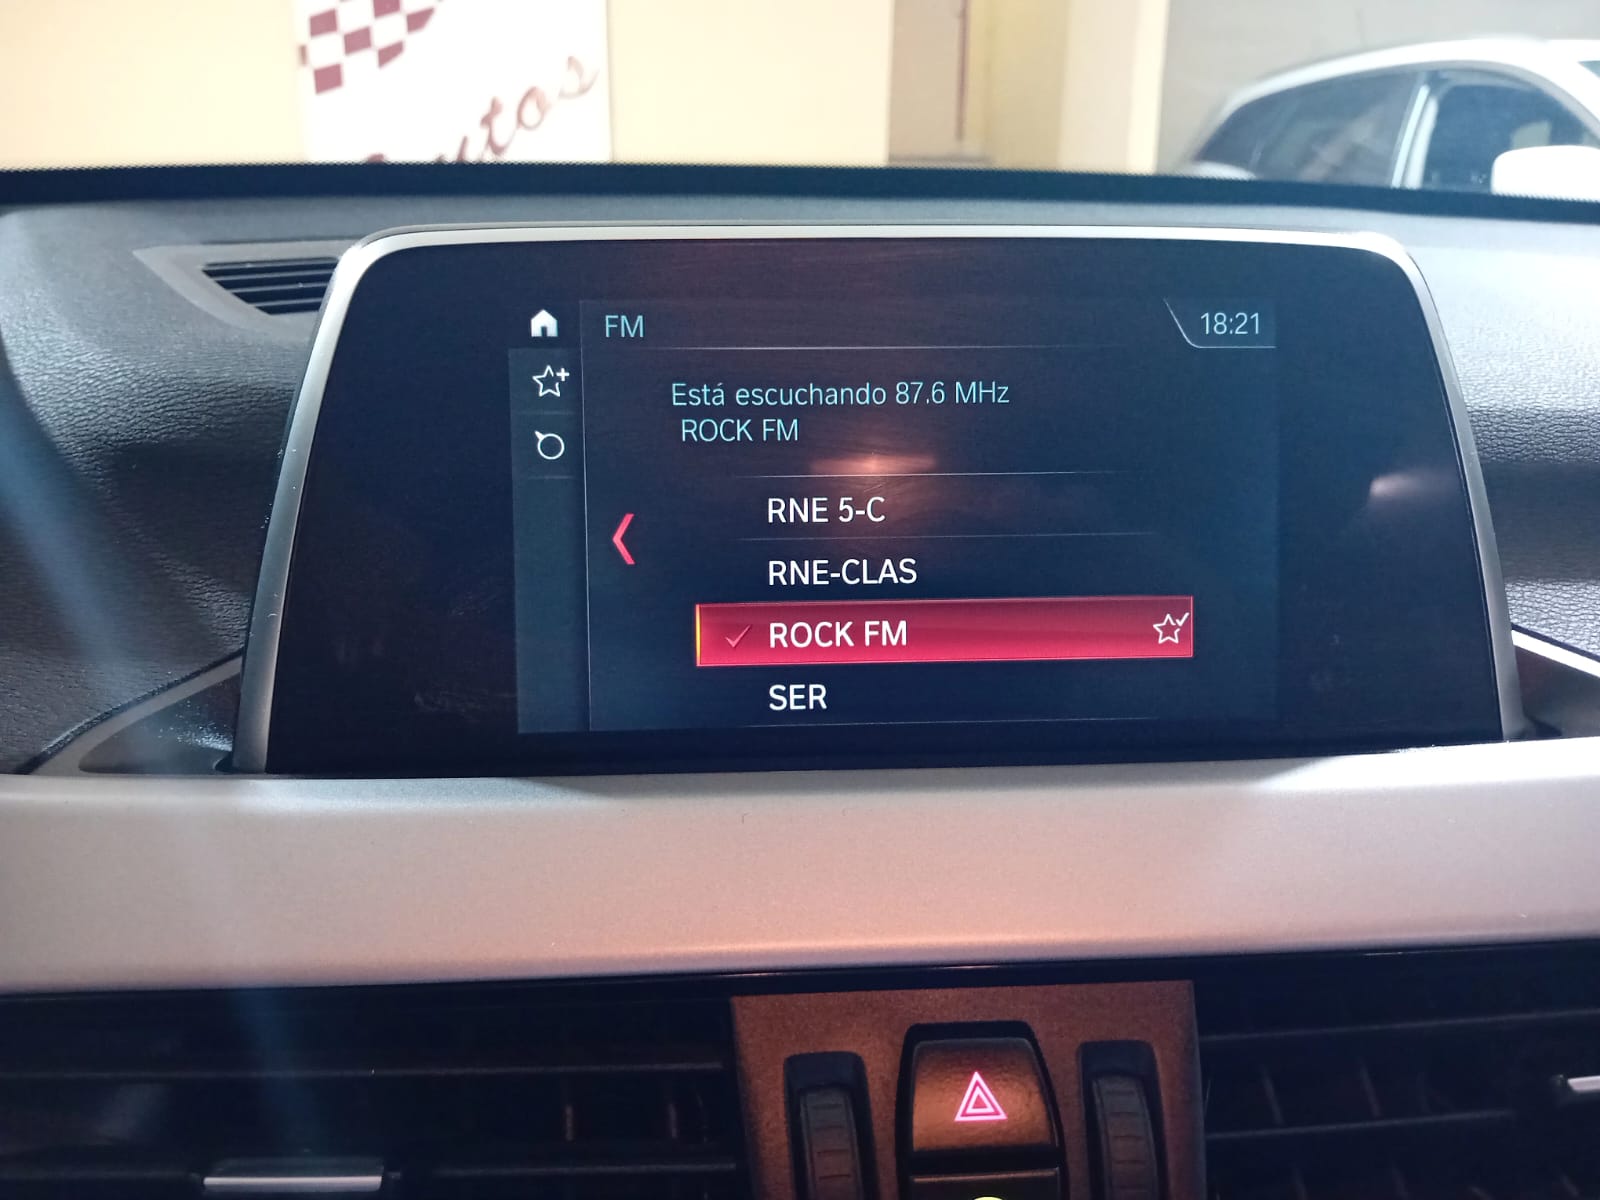 FM
18:21
Está escuchando 87.6 MHz
ROCK FM
RNE 5-C
RNE-CLAS
ROCK FM
SER